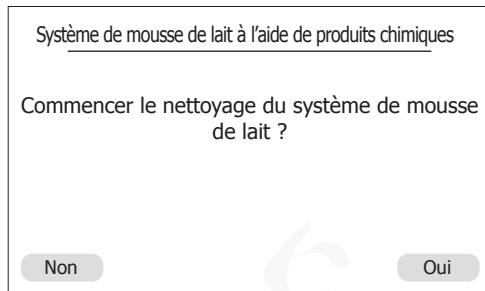 Système de mousse de lait à l’aide de produits chimiques
Commencer le nettoyage du système de mousse
de lait ?
Non
Oui